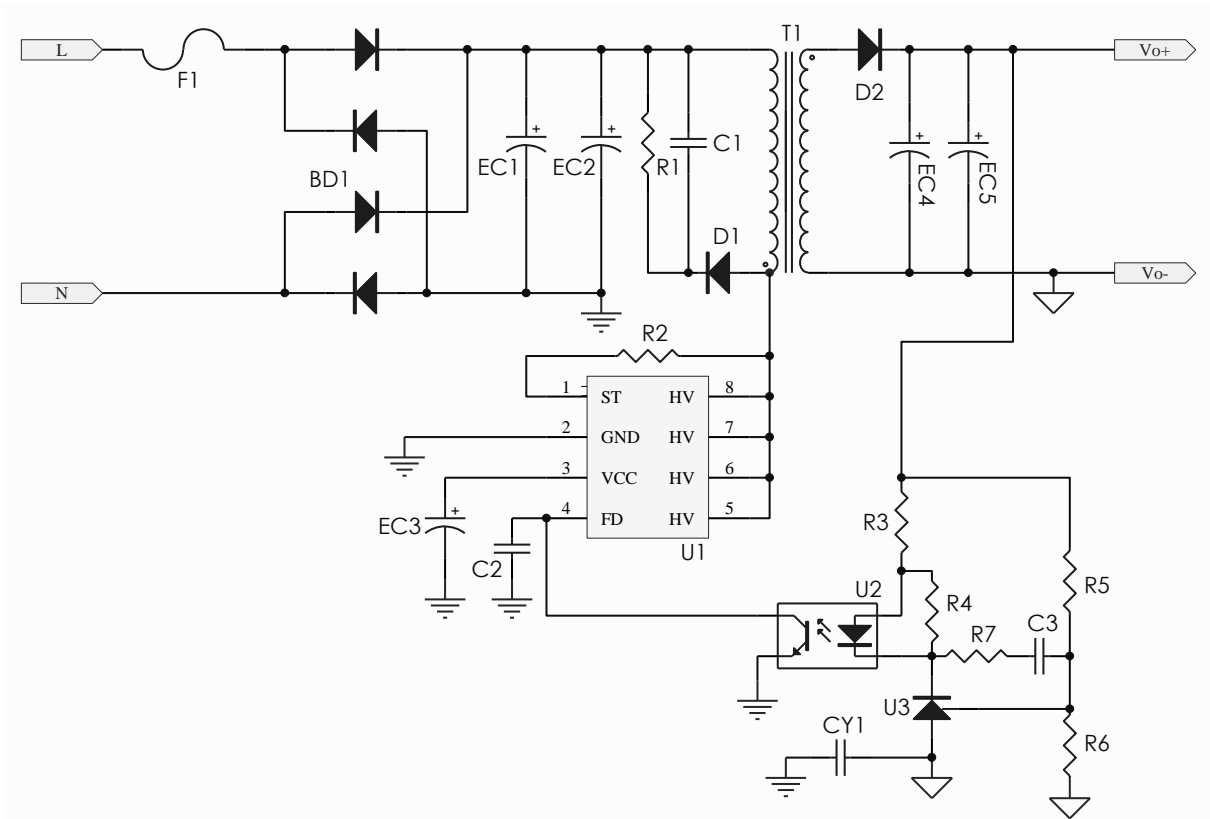 T1
L
Vo+
F1
D2
C1
EC1
EC2
R1
EC4
EC5
BD1
D1
N
Vo-
R2
1
ST
HV
8
2
GND
HV
7
3
VCC
HV
6
4
FD
HV
5
EC3
U1
C2
R3
U2
R4
R5
C3
R7
U3
CY1
R6
+
+
+
+
+